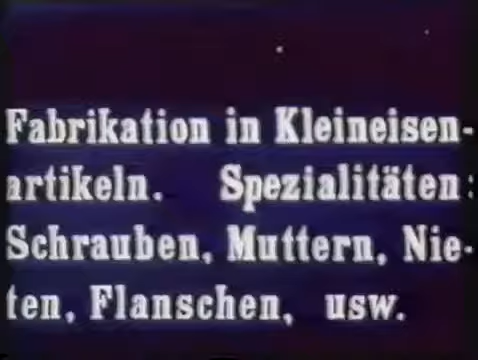 Fabrikation in Kleineisen-
artikeln. Spezialitäten:
Schrauben, Muttern, Nie-
ten, Flanschen, usw.